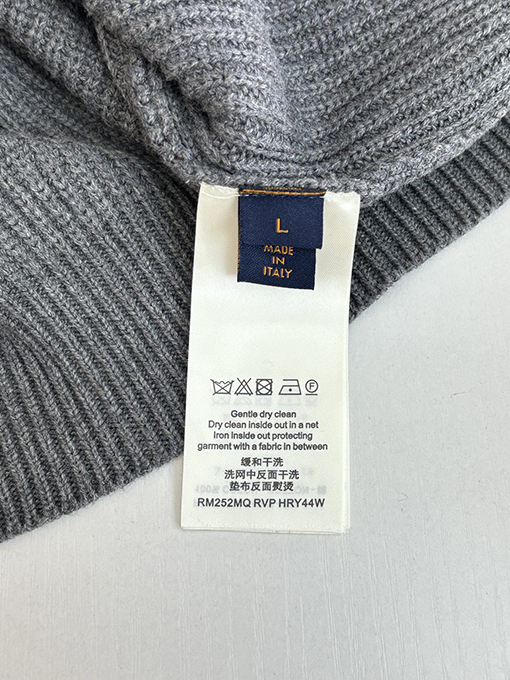 L
MADE
IN
ITALY
Gentle dry clean
Dry clean inside out in a net
iron inside out protecting
garment with a fabric in between
缓和干洗
洗网中反面干洗
垫布反面熨烫
RM252MQ RVP HRY44W